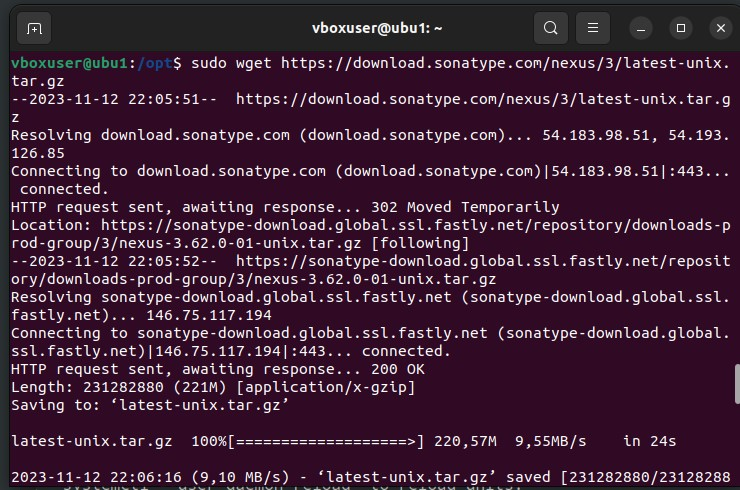 vboxuser@ubu1: ~
vboxuser@ubu1:/opt$ sudo wget https://download.sonatype.com/nexus/3/latest-unix.
tar.gz
--2023-11-12 22:05:51--  https://download.sonatype.com/nexus/3/latest-unix.tar.g
z
Resolving download.sonatype.com (download.sonatype.com)... 54.183.98.51, 54.193.
126.85
Connecting to download.sonatype.com (download.sonatype.com)|54.183.98.51|:443...
 connected.
HTTP request sent, awaiting response... 302 Moved Temporarily
Location: https://sonatype-download.global.ssl.fastly.net/repository/downloads-p
rod-group/3/nexus-3.62.0-01-unix.tar.gz [following]
--2023-11-12 22:05:52--  https://sonatype-download.global.ssl.fastly.net/reposit
ory/downloads-prod-group/3/nexus-3.62.0-01-unix.tar.gz
Resolving sonatype-download.global.ssl.fastly.net (sonatype-download.global.ssl.
fastly.net)... 146.75.117.194
Connecting to sonatype-download.global.ssl.fastly.net (sonatype-download.global.
ssl.fastly.net)|146.75.117.194|:443... connected.
HTTP request sent, awaiting response... 200 OK
Length: 231282880 (221M) [application/x-gzip]
Saving to: ‘latest-unix.tar.gz’

latest-unix.tar.gz  100%[===================>] 220,57M  9,55MB/s    in 24s

2023-11-12 22:06:16 (9,10 MB/s) - ‘latest-unix.tar.gz’ saved [231282880/23128288